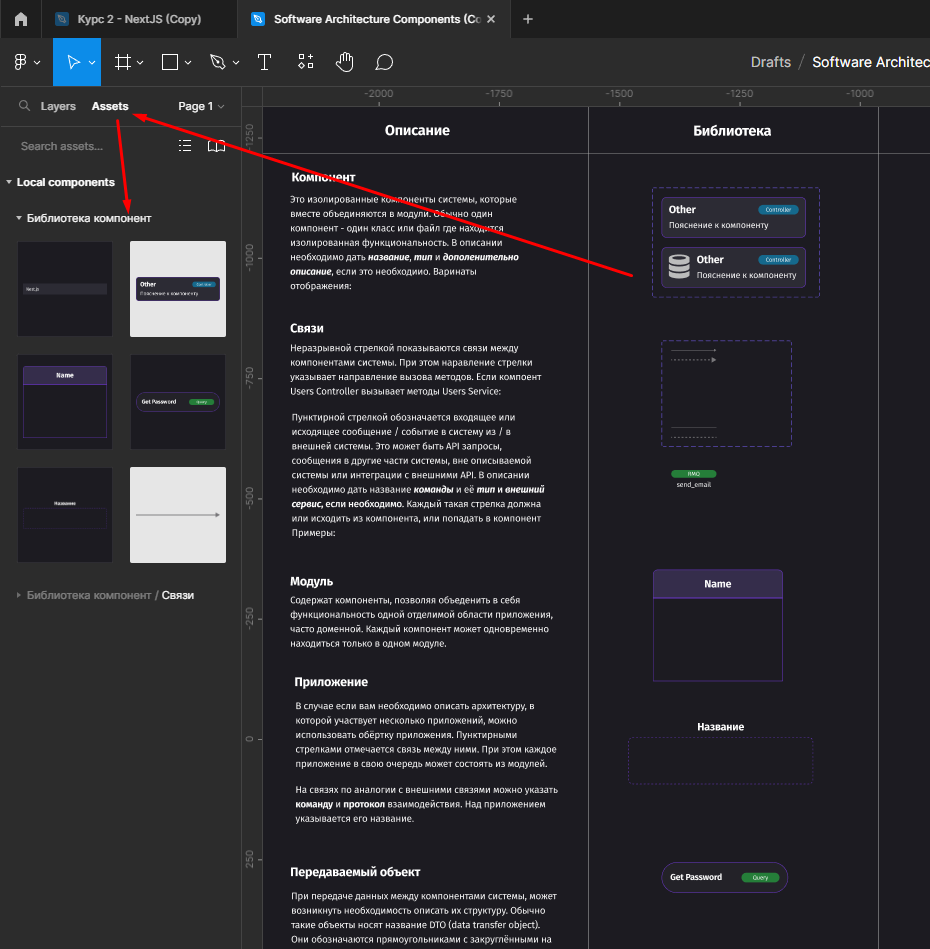 Курс 2 - NextJS (Copy)
Software Architecture Components (Co
Drafts / Software Architec
Layers
Assets
Page 1
-2000
-1750
-1500
-1250
-1000
Search assets...
Local components
Библиотека компонент
Next.js
Other
Controller
Пояснение к компоненту
Name
Get Password
Query
Название
Библиотека компонент / Связи
-1250
-1000
-750
-500
-250
0
250
Описание
Библиотека
Компонент
Это изолированные компоненты системы, которые
вместе объединяются в модули. Обычно один
компонент - один класс или файл где находится
изолированная функциональность. В описании
необходимо дать название, тип и дополенительно
описание, если это необходиио. Варинаты
отображения:
Other
Controller
Пояснение к компоненту
Other
Controller
Пояснение к компоненту
Связи
Неразрывной стрелкой показываются связи между
компонентами системы. При этом наравление стрелки
указывает направление вызова методов. Если компоент
Users Controller вызывает методы Users Service:
Пунктирной стрелкой обозначается входящее или
исходящее сообщение / событие в систему из / в
внешней системы. Это может быть API запросы,
сообщения в другие части системы, вне описываемой
системы или интеграции с внешними API. В описании
необходимо дать название команды и её тип и внешний
сервис, если необходимо. Каждый такая стрелка должна
или исходить из компонента, или попадать в компонент
Примеры:
RMQ
send_email
Модуль
Содержат компоненты, позволяя объеденить в себя
функциональность одной отделимой области приложения,
часто доменной. Каждый компонент может одновременно
находиться только в одном модуле.
Name
Приложение
В случае если вам необходимо описать архитектуру, в
которой участвует несколько приложений, можно
использовать обёртку приложения. Пунктирными
стрелками отмечается связь между ними. При этом каждое
приложение в свою очередь может состоять из модулей.
На связях по аналогии с внешними связями можно указать
команду и протокол взаимодействия. Над приложением
указывается его название.
Название
Передаваемый объект
При передаче данных между компонентами системы, может
возникнуть необходимость описать их структуру. Обычно
такие объекты носят название DTO (data transfer object).
Они обозначаются прямоугольниками с закруглёнными на
Get Password
Query